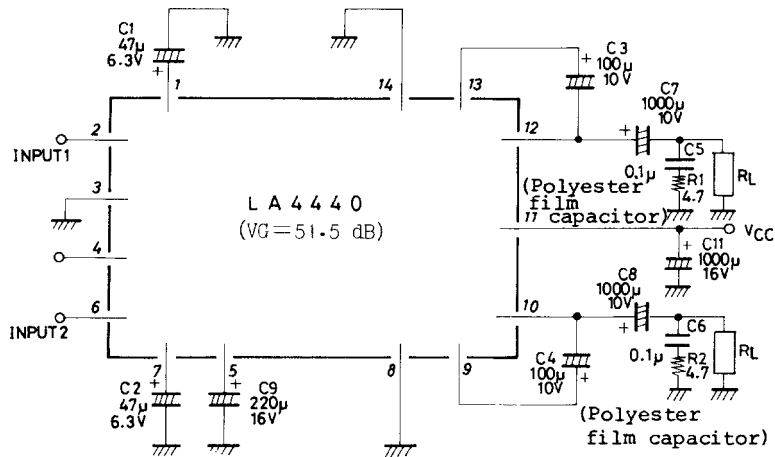 C1
47µ
6.3V
+
1
14
13
+
C3
100µ
10V
C7
1000µ
10V
+
2
INPUT1
12
C5
0.1µ
R1
4.7
RL
(Polyester
film
capacitor)
3
LA4440
(VG=51.5 dB)
11
VCC
4
+
C11
1000µ
16V
C8
1000µ
10V
+
6
INPUT2
10
C6
0.1µ
R2
4.7
RL
7
5
8
9
C2
47µ
6.3V
+
C9
220µ
16V
+
C4
100µ
10V
+
(Polyester
film capacitor)